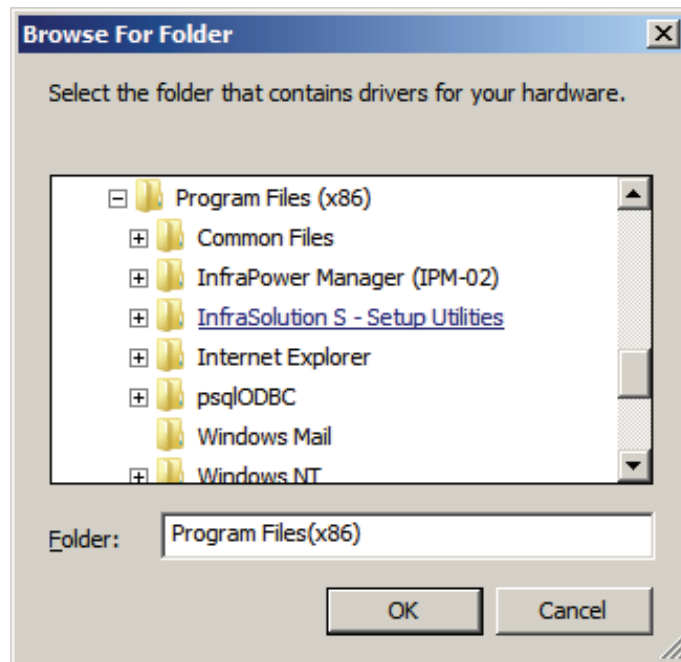 Browse For Folder
Select the folder that contains drivers for your hardware.
Program Files (x86)
Common Files
InfraPower Manager (IPM-02)
InfraSolution S - Setup Utilities
Internet Explorer
psqlODBC
Windows Mail
Windows NT
Folder: Program Files(x86)
OK Cancel